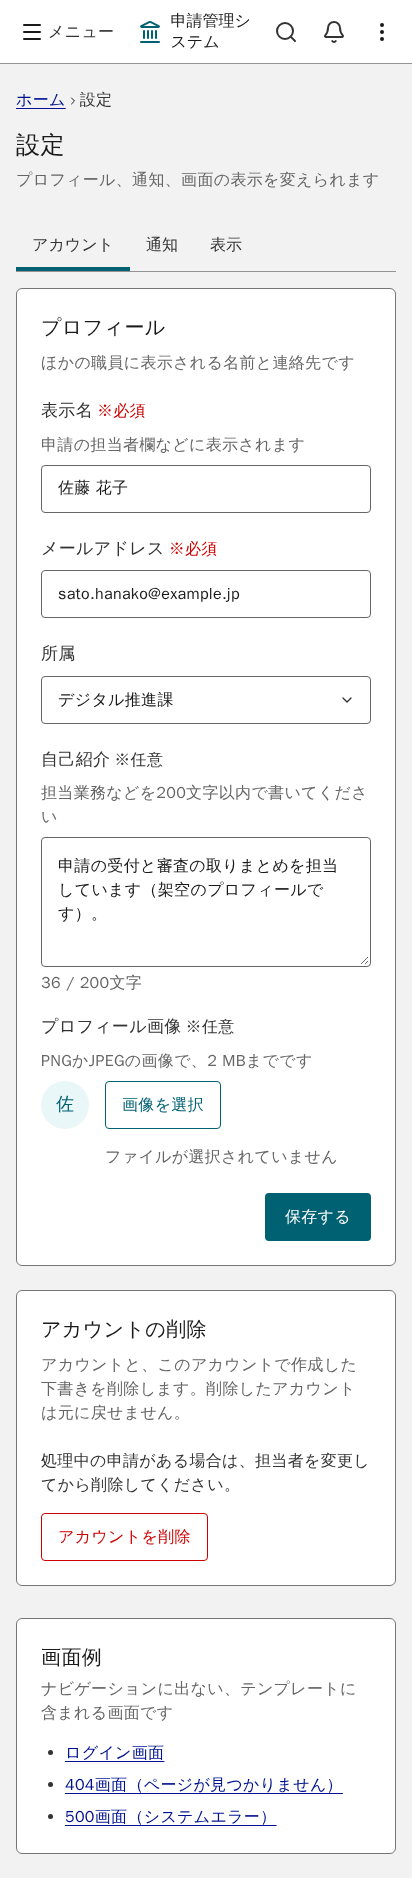 メニュー
申請管理シ
ステム
ホーム › 設定
設定
プロフィール、通知、画面の表示を変えられます
アカウント 通知 表示
プロフィール
ほかの職員に表示される名前と連絡先です
表示名 ※必須
申請の担当者欄などに表示されます
佐藤 花子
メールアドレス ※必須
sato.hanako@example.jp
所属
デジタル推進課
自己紹介 ※任意
担当業務などを200文字以内で書いてくださ
い
申請の受付と審査の取りまとめを担当
しています（架空のプロフィールで
す）。
36 / 200文字
プロフィール画像 ※任意
PNGかJPEGの画像で、2 MBまでです
佐 画像を選択
ファイルが選択されていません
保存する
アカウントの削除
アカウントと、このアカウントで作成した
下書きを削除します。削除したアカウント
は元に戻せません。
処理中の申請がある場合は、担当者を変更し
てから削除してください。
アカウントを削除
画面例
ナビゲーションに出ない、テンプレートに
含まれる画面です
ログイン画面
404画面（ページが見つかりません）
500画面（システムエラー）